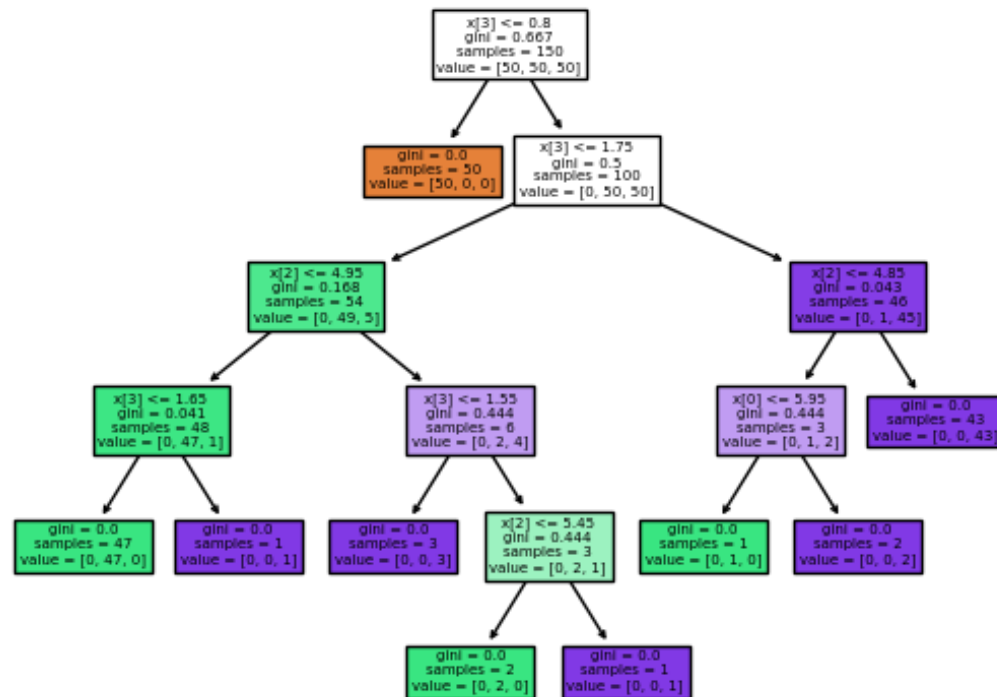 x[3] <= 0.8
gini = 0.667
samples = 150
value = [50, 50, 50]
gini = 0.0
samples = 50
value = [50, 0, 0]
x[3] <= 1.75
gini = 0.5
samples = 100
value = [0, 50, 50]
x[2] <= 4.95
gini = 0.168
samples = 54
value = [0, 49, 5]
x[2] <= 4.85
gini = 0.043
samples = 46
value = [0, 1, 45]
x[3] <= 1.65
gini = 0.041
samples = 48
value = [0, 47, 1]
x[3] <= 1.55
gini = 0.444
samples = 6
value = [0, 2, 4]
x[0] <= 5.95
gini = 0.444
samples = 3
value = [0, 1, 2]
gini = 0.0
samples = 43
value = [0, 0, 43]
gini = 0.0
samples = 47
value = [0, 47, 0]
gini = 0.0
samples = 1
value = [0, 0, 1]
gini = 0.0
samples = 3
value = [0, 0, 3]
x[2] <= 5.45
gini = 0.444
samples = 3
value = [0, 2, 1]
gini = 0.0
samples = 1
value = [0, 1, 0]
gini = 0.0
samples = 2
value = [0, 0, 2]
gini = 0.0
samples = 2
value = [0, 2, 0]
gini = 0.0
samples = 1
value = [0, 0, 1]